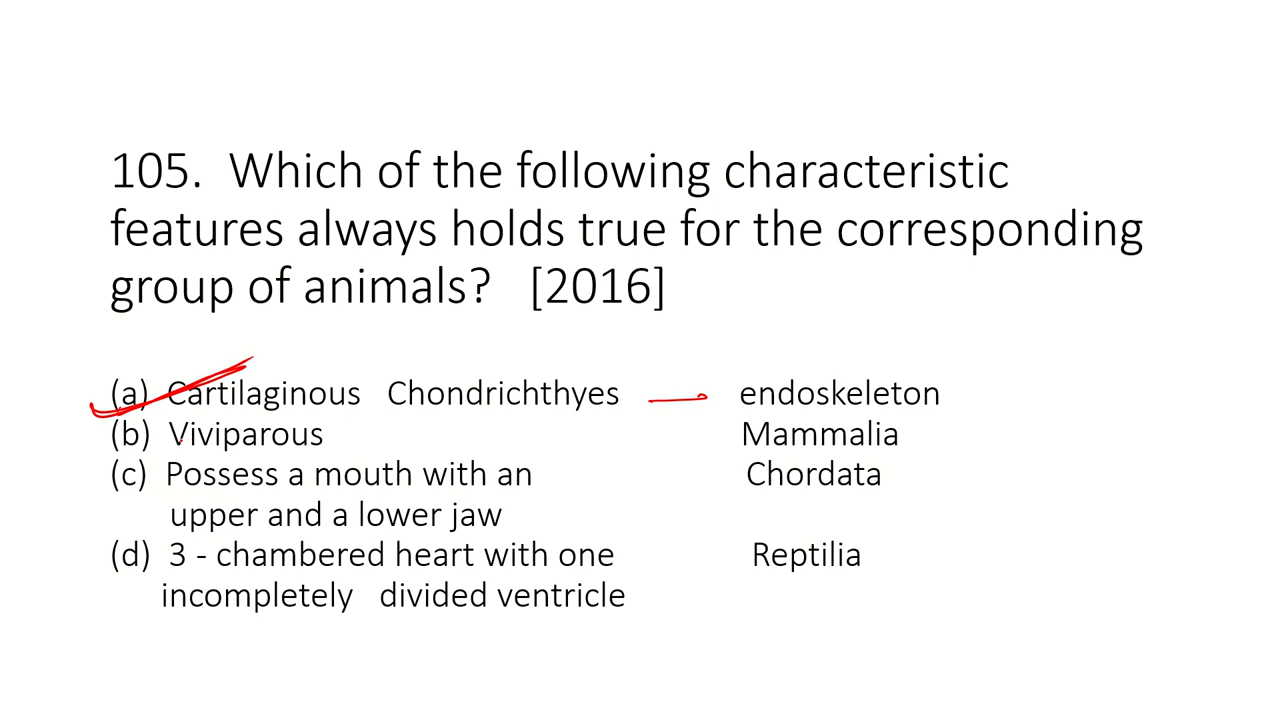 105. Which of the following characteristic
features always holds true for the corresponding
group of animals? [2016]
(a) Cartilaginous Chondrichthyes endoskeleton
(b) Viviparous Mammalia
(c) Possess a mouth with an Chordata
upper and a lower jaw
(d) 3 - chambered heart with one Reptilia
incompletely divided ventricle